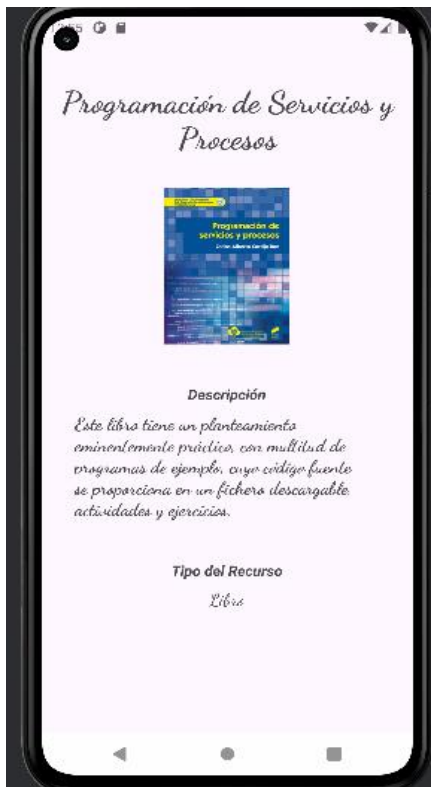 Programación de Servicios y
Procesos
Programación de
servicios y procesos
Descripción
Este libro tiene un planteamiento
eminentemente práctico, con multitud de
programas de ejemplo, cuyo código fuente
se proporciona en un fichero descargable,
actividades y ejercicios.
Tipo del Recurso
Libro